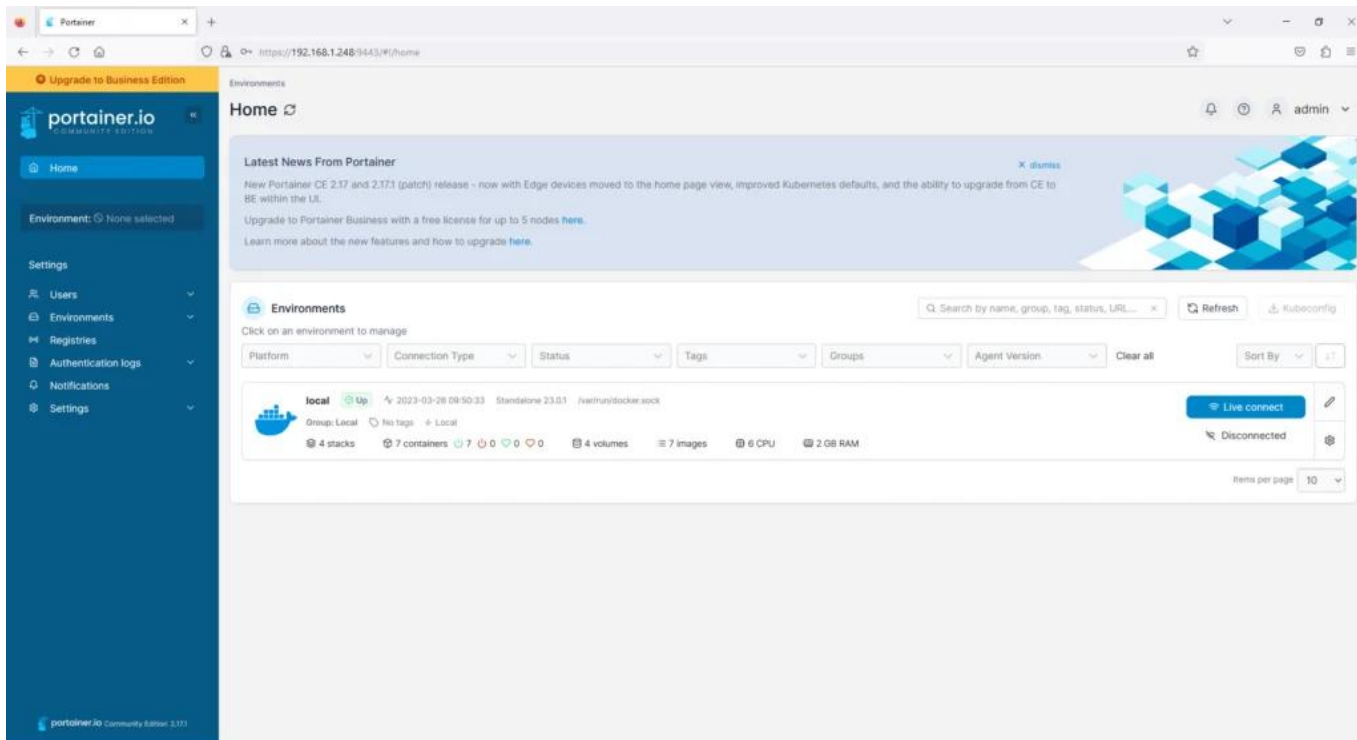 Portainer
https://192.168.1.248:9443/#!/home
Upgrade to Business Edition
portainer.io
COMMUNITY EDITION
Home
Environment: None selected
Settings
Users
Environments
Registries
Authentication logs
Notifications
Settings
portainer.io Community Edition 2.17.1
Environments
Home
admin
Latest News From Portainer
dismiss
New Portainer CE 2.17 and 2.17.1 (patch) release - now with Edge devices moved to the home page view, improved Kubernetes defaults, and the ability to upgrade from CE to
BE within the UI.
Upgrade to Portainer Business with a free license for up to 5 nodes here.
Learn more about the new features and how to upgrade here.
Environments
Search by name, group, tag, status, URL...
Refresh
Kubeconfig
Click on an environment to manage
Platform Connection Type Status Tags Groups Agent Version Clear all Sort By
local Up 2023-03-28 09:50:33 Standalone 23.0.1 /var/run/docker.sock
Group: Local No tags Local
4 stacks 7 containers 7 0 0 0 4 volumes 7 images 6 CPU 2 GB RAM
Live connect
Disconnected
Items per page 10